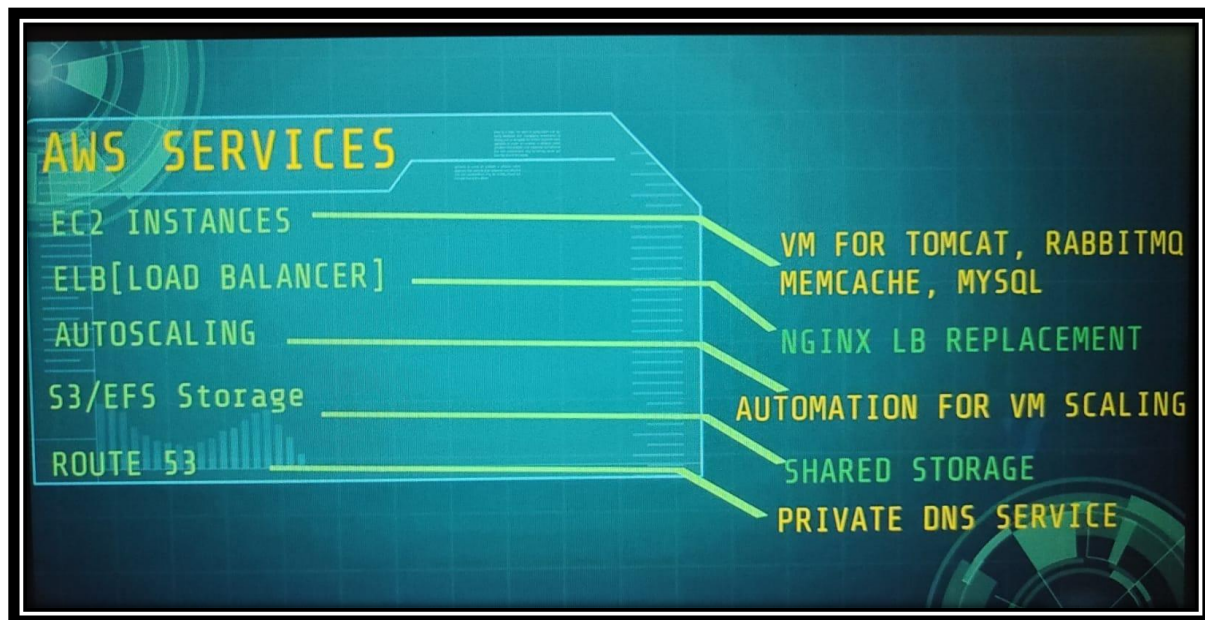 AWS SERVICES
EC2 INSTANCES
VM FOR TOMCAT, RABBITMQ
MEMCACHE, MYSQL
ELB[LOAD BALANCER]
NGINX LB REPLACEMENT
AUTOSCALING
AUTOMATION FOR VM SCALING
S3/EFS Storage
SHARED STORAGE
ROUTE 53
PRIVATE DNS SERVICE